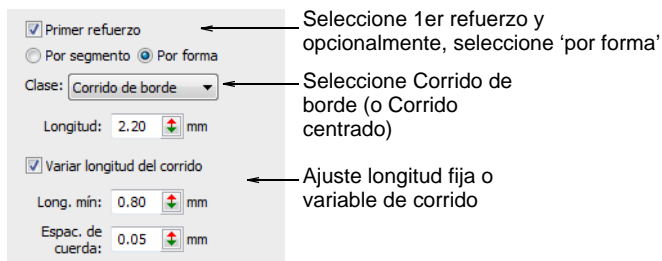 Primer refuerzo
Por segmento Por forma
Clase: Corrido de borde
Longitud: 2.20 mm
Variar longitud del corrido
Long. mín: 0.80 mm
Espac. de
cuerda: 0.05 mm
Seleccione 1er refuerzo y
opcionalmente, seleccione ‘por forma’
Seleccione Corrido de
borde (o Corrido
centrado)
Ajuste longitud fija o
variable de corrido